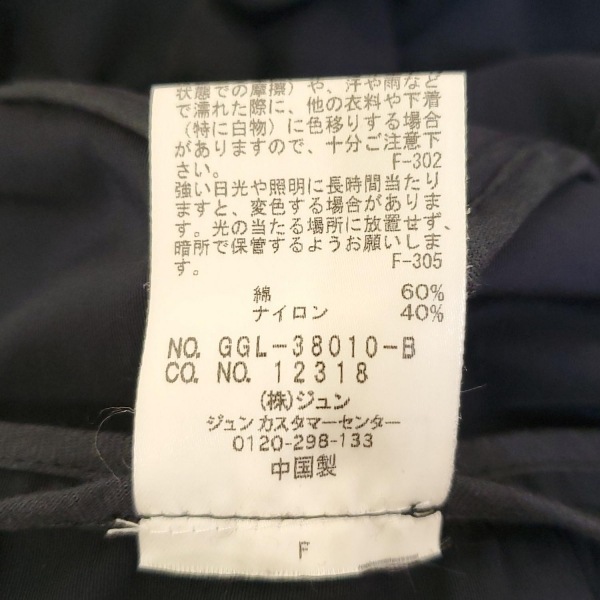 状態での摩擦）や、汗や雨など
で濡れた際に、他の衣料や下着
（特に白物）に色移りする場合
がありますので、十分ご注意下
さい。
F-302
強い日光や照明に長時間当たり
ますと、変色する場合がありま
す。光の当たる場所に放置せず、
暗所で保管するようお願いしま
す。
F-305
綿 60%
ナイロン 40%
NO. GGL-38010-B
CO. NO. 12318
(株)ジュン
ジュンカスタマーセンター
0120-298-133
中国製
F